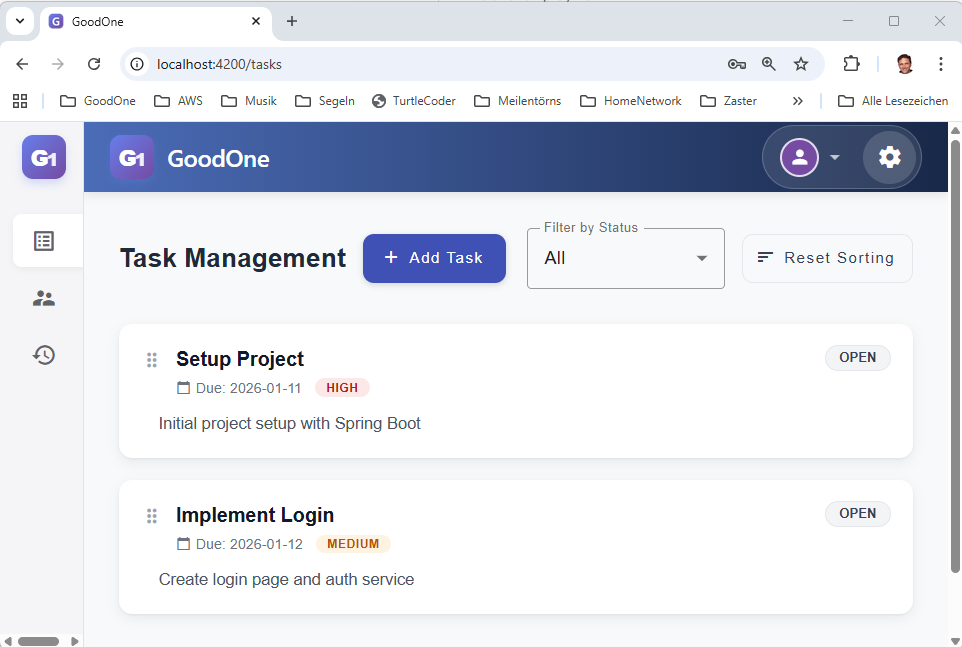 GoodOne
localhost:4200/tasks
GoodOne AWS Musik Segeln TurtleCoder Meilentörns HomeNetwork Zaster » Alle Lesezeichen
G1 G1 GoodOne
Task Management + Add Task Filter by Status All Reset Sorting
Setup Project OPEN
Due: 2026-01-11 HIGH
Initial project setup with Spring Boot
Implement Login OPEN
Due: 2026-01-12 MEDIUM
Create login page and auth service